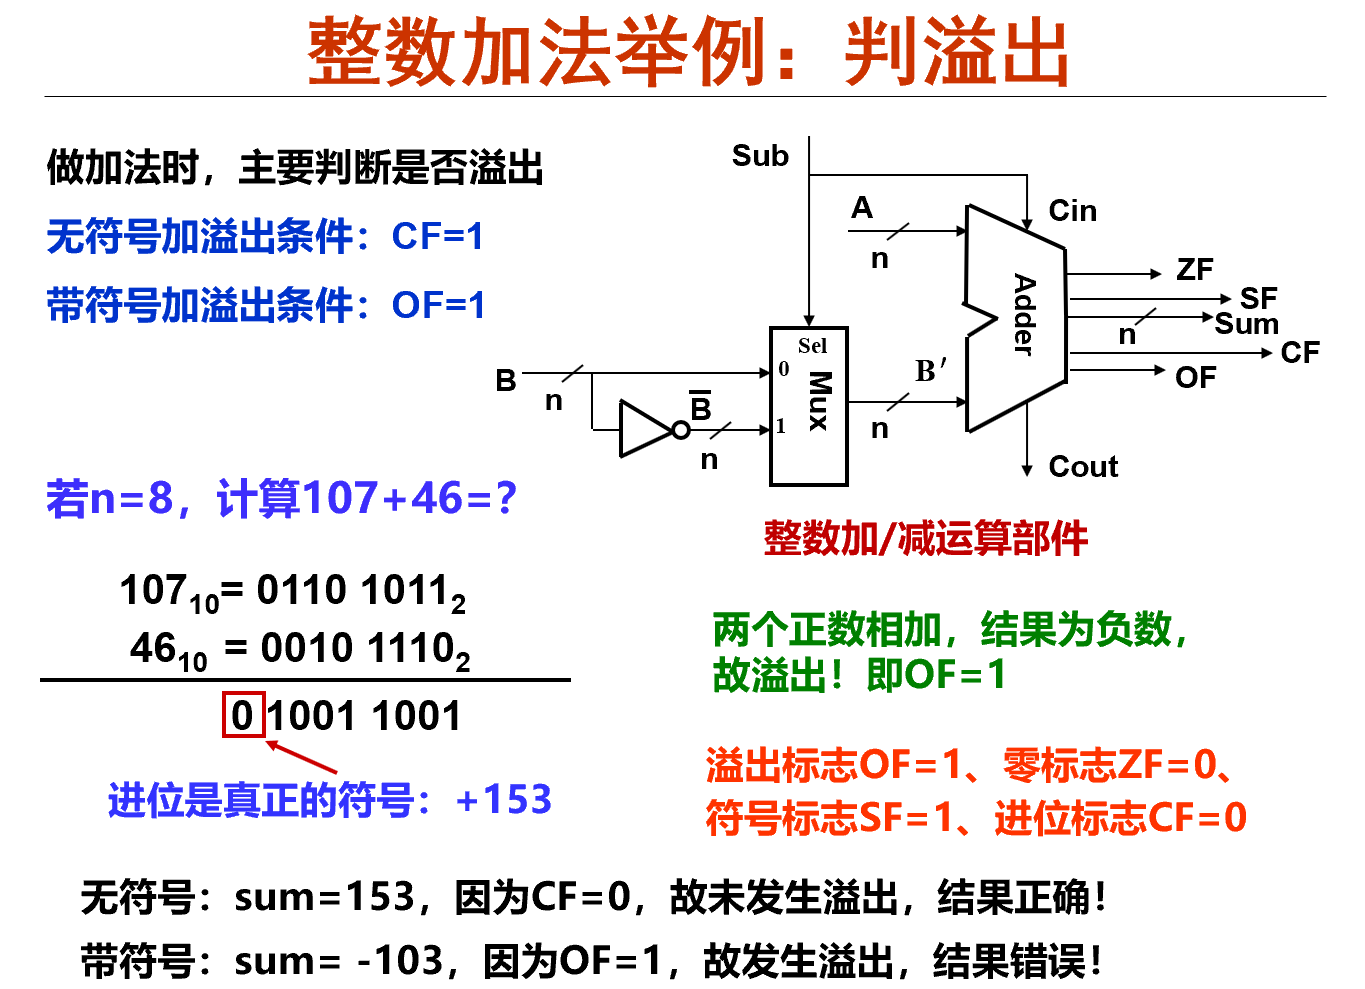 整数加法举例：判溢出
做加法时，主要判断是否溢出
无符号加溢出条件：CF=1
带符号加溢出条件：OF=1
Sub
A
n
Cin
ZF
SF
Sum
n
CF
OF
Adder
Sel
0
Mux
1
B′
n
B
n
B̅
n
Cout
整数加/减运算部件
若n=8，计算107+46=?
107₁₀= 0110 1011₂
46₁₀ = 0010 1110₂
0 1001 1001
进位是真正的符号：+153
两个正数相加，结果为负数，
故溢出！即OF=1
溢出标志OF=1、零标志ZF=0、
符号标志SF=1、进位标志CF=0
无符号：sum=153，因为CF=0，故未发生溢出，结果正确！
带符号：sum= -103，因为OF=1，故发生溢出，结果错误！